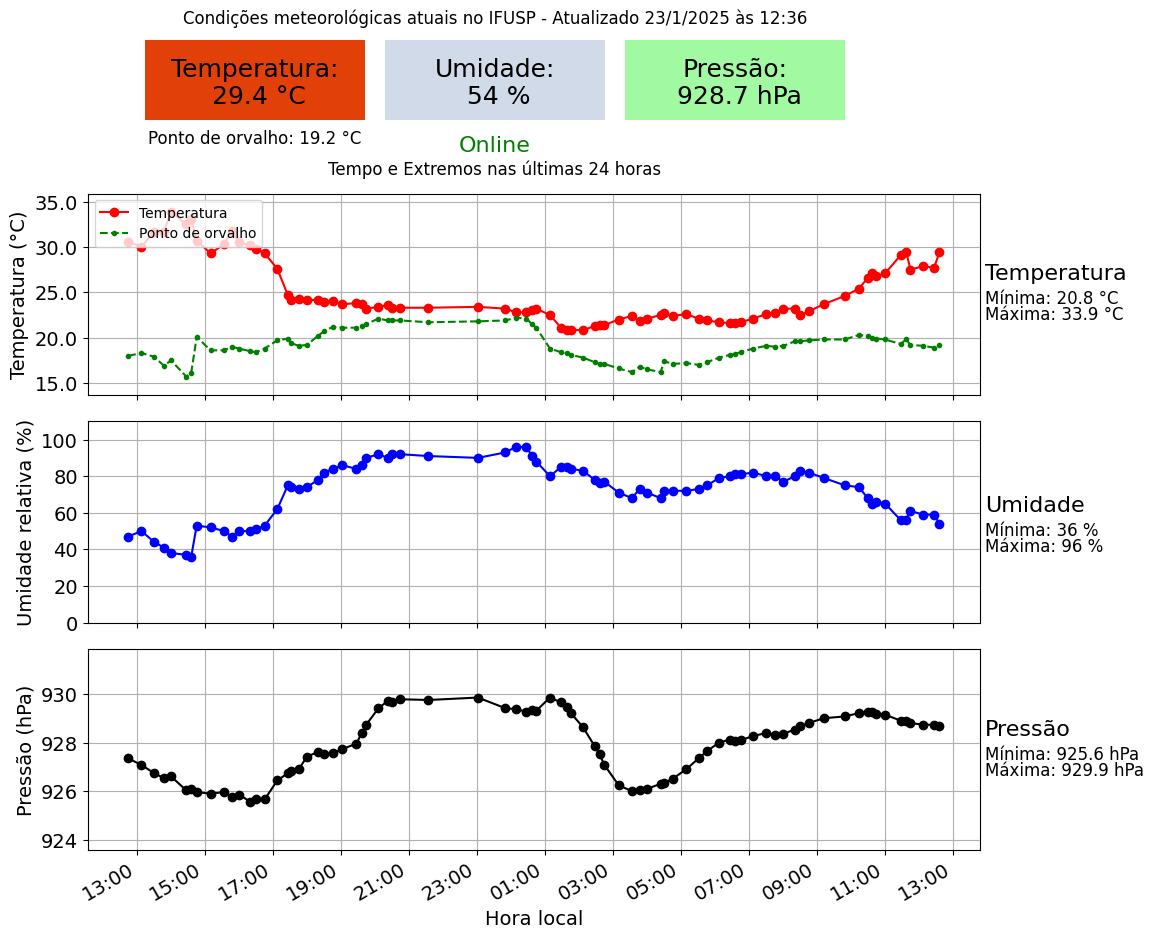 Condições meteorológicas atuais no IFUSP - Atualizado 23/1/2025 às 12:36
Temperatura:
29.4 °C
Umidade:
54 %
Pressão:
928.7 hPa
Ponto de orvalho: 19.2 °C
Online
Tempo e Extremos nas últimas 24 horas
Temperatura (°C)
35.0
30.0
25.0
20.0
15.0
Temperatura
Ponto de orvalho
Temperatura
Mínima: 20.8 °C
Máxima: 33.9 °C
Umidade relativa (%)
100
80
60
40
20
0
Umidade
Mínima: 36 %
Máxima: 96 %
Pressão (hPa)
930
928
926
924
Pressão
Mínima: 925.6 hPa
Máxima: 929.9 hPa
13:00 15:00 17:00 19:00 21:00 23:00 01:00 03:00 05:00 07:00 09:00 11:00 13:00
Hora local